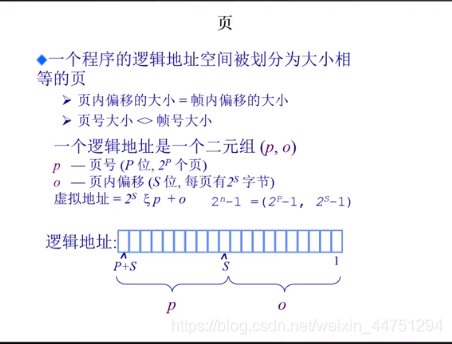 页
一个程序的逻辑地址空间被划分为大小相
等的页
页内偏移的大小 = 帧内偏移的大小
页号大小 <> 帧号大小
一个逻辑地址是一个二元组 (p, o)
p — 页号 (P 位, 2^P 个页)
o — 页内偏移 (S 位, 每页有2^S 字节)
虚拟地址 = 2^S ξ p + o 2^n-1 =(2^P-1, 2^S-1)
逻辑地址:
P+S S 1
p o
https://blog.csdn.net/weixin_44751294